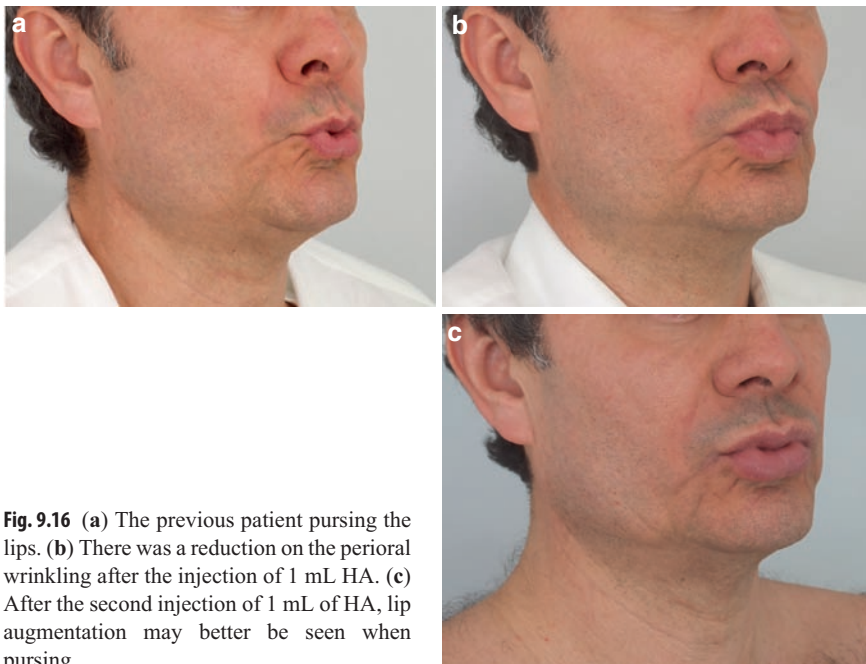 a
b
c
Fig. 9.16 (a) The previous patient pursing the
lips. (b) There was a reduction on the perioral
wrinkling after the injection of 1 mL HA. (c)
After the second injection of 1 mL of HA, lip
augmentation may better be seen when
pursing